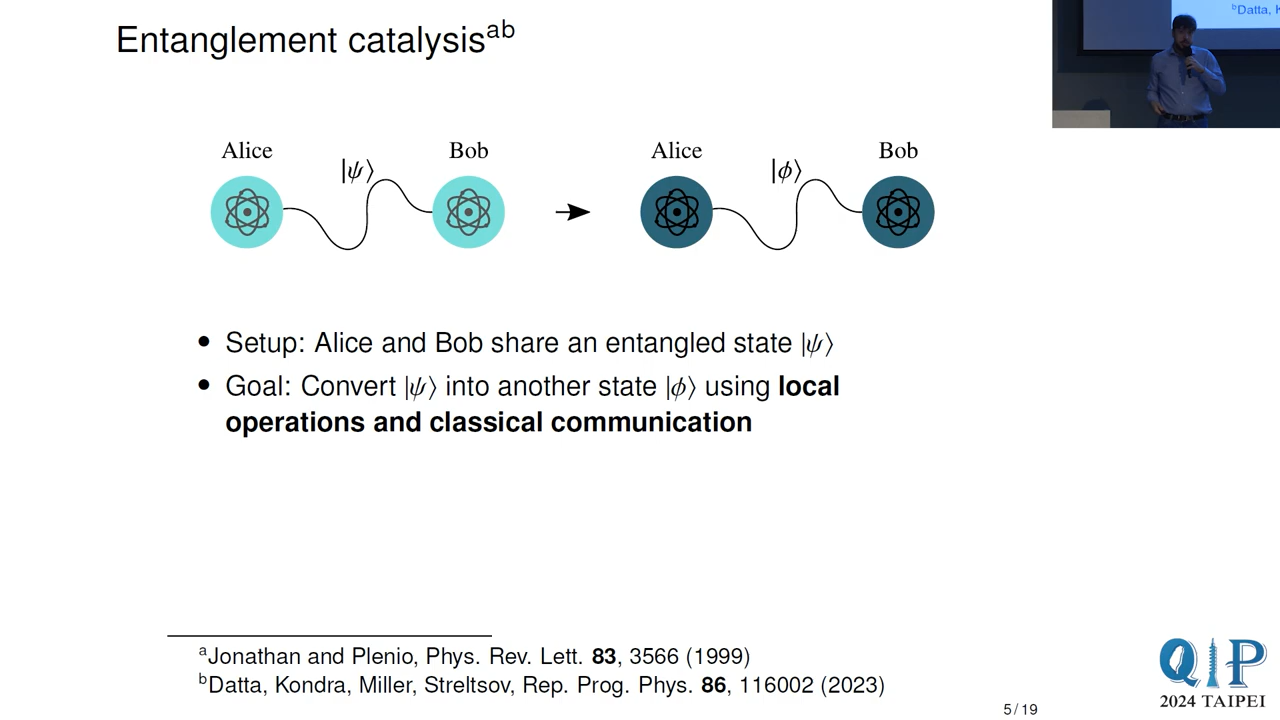 Entanglement catalysisᵃᵇ
ᵇDatta, K
Alice
Bob
Alice
Bob
|ψ⟩
|ϕ⟩
• Setup: Alice and Bob share an entangled state |ψ⟩
• Goal: Convert |ψ⟩ into another state |ϕ⟩ using local
operations and classical communication
ᵃJonathan and Plenio, Phys. Rev. Lett. 83, 3566 (1999)
ᵇDatta, Kondra, Miller, Streltsov, Rep. Prog. Phys. 86, 116002 (2023)
5 / 19
QIP
2024 TAIPEI